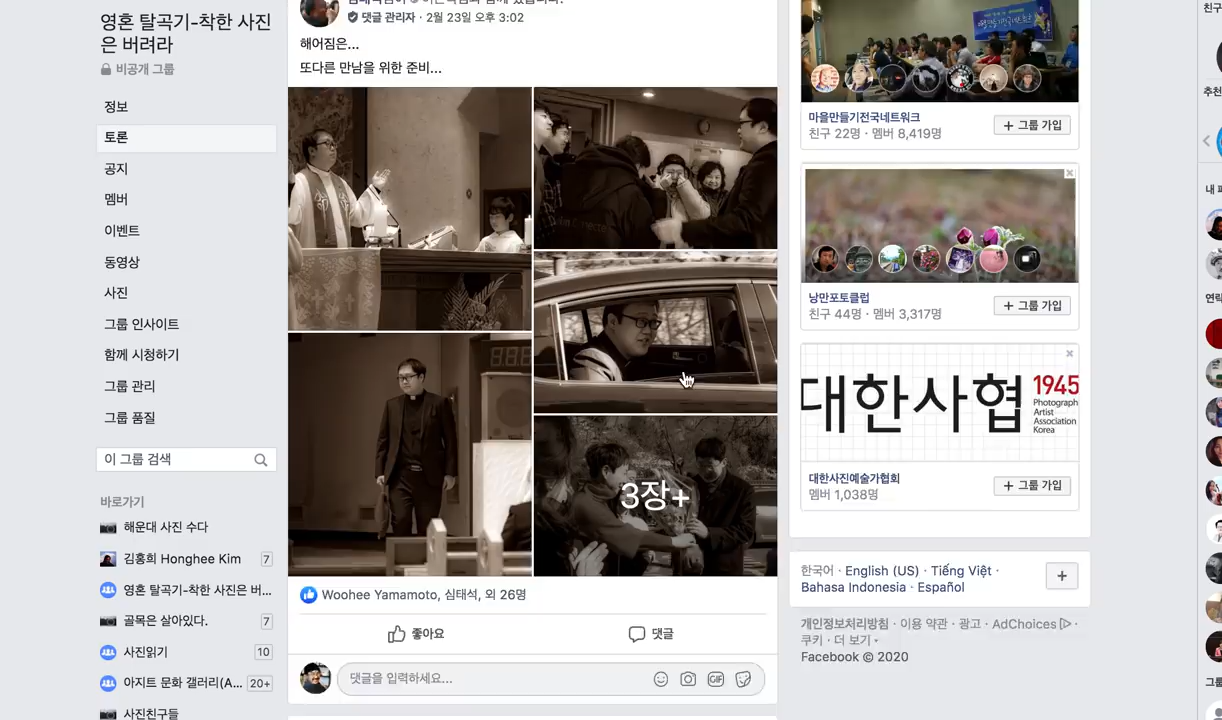 영혼 탈곡기-착한 사진
은 버려라
비공개 그룹
정보
토론
공지
멤버
이벤트
동영상
사진
그룹 인사이트
함께 시청하기
그룹 관리
그룹 품질
이 그룹 검색
바로가기
해운대 사진 수다
김홍희 Honghee Kim 7
영혼 탈곡기-착한 사진은 버...
골목은 살아있다. 7
사진읽기 10
아지트 문화 갤러리(A... 20+
사진친구들
댓글 관리자 · 2월 23일 오후 3:02
해어짐은...
또다른 만남을 위한 준비...
3장+
Woohee Yamamoto, 심태석, 외 26명
좋아요 댓글
댓글을 입력하세요...
GIF
마을만들기전국네트워크
친구 22명 · 멤버 8,419명
+ 그룹 가입
낭만포토클럽
친구 44명 · 멤버 3,317명
+ 그룹 가입
대한사협 1945
Photograph
Artist
Association
Korea
대한사진예술가협회
멤버 1,038명
+ 그룹 가입
한국어 · English (US) · Tiếng Việt ·
Bahasa Indonesia · Español
개인정보처리방침 · 이용 약관 · 광고 · AdChoices ·
쿠키 · 더 보기
Facebook © 2020
친구
추천
내 페
연락
그룹